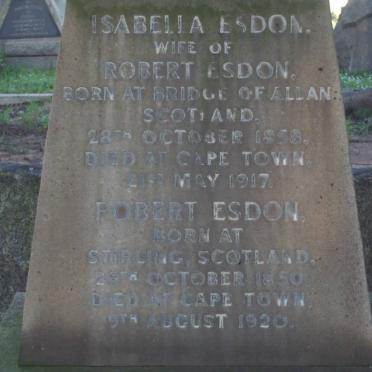 ISABELLA ESDON.
WIFE OF
ROBERT ESDON.
BORN AT BRIDGE OF ALLAN
SCOTLAND.
28TH OCTOBER 1858.
DIED AT CAPE TOWN.
21ST MAY 1917.
ROBERT ESDON,
BORN AT
STIRLING, SCOTLAND.
OCTOBER 1850
DIED AT CAPE TOWN,
9TH AUGUST 1920.